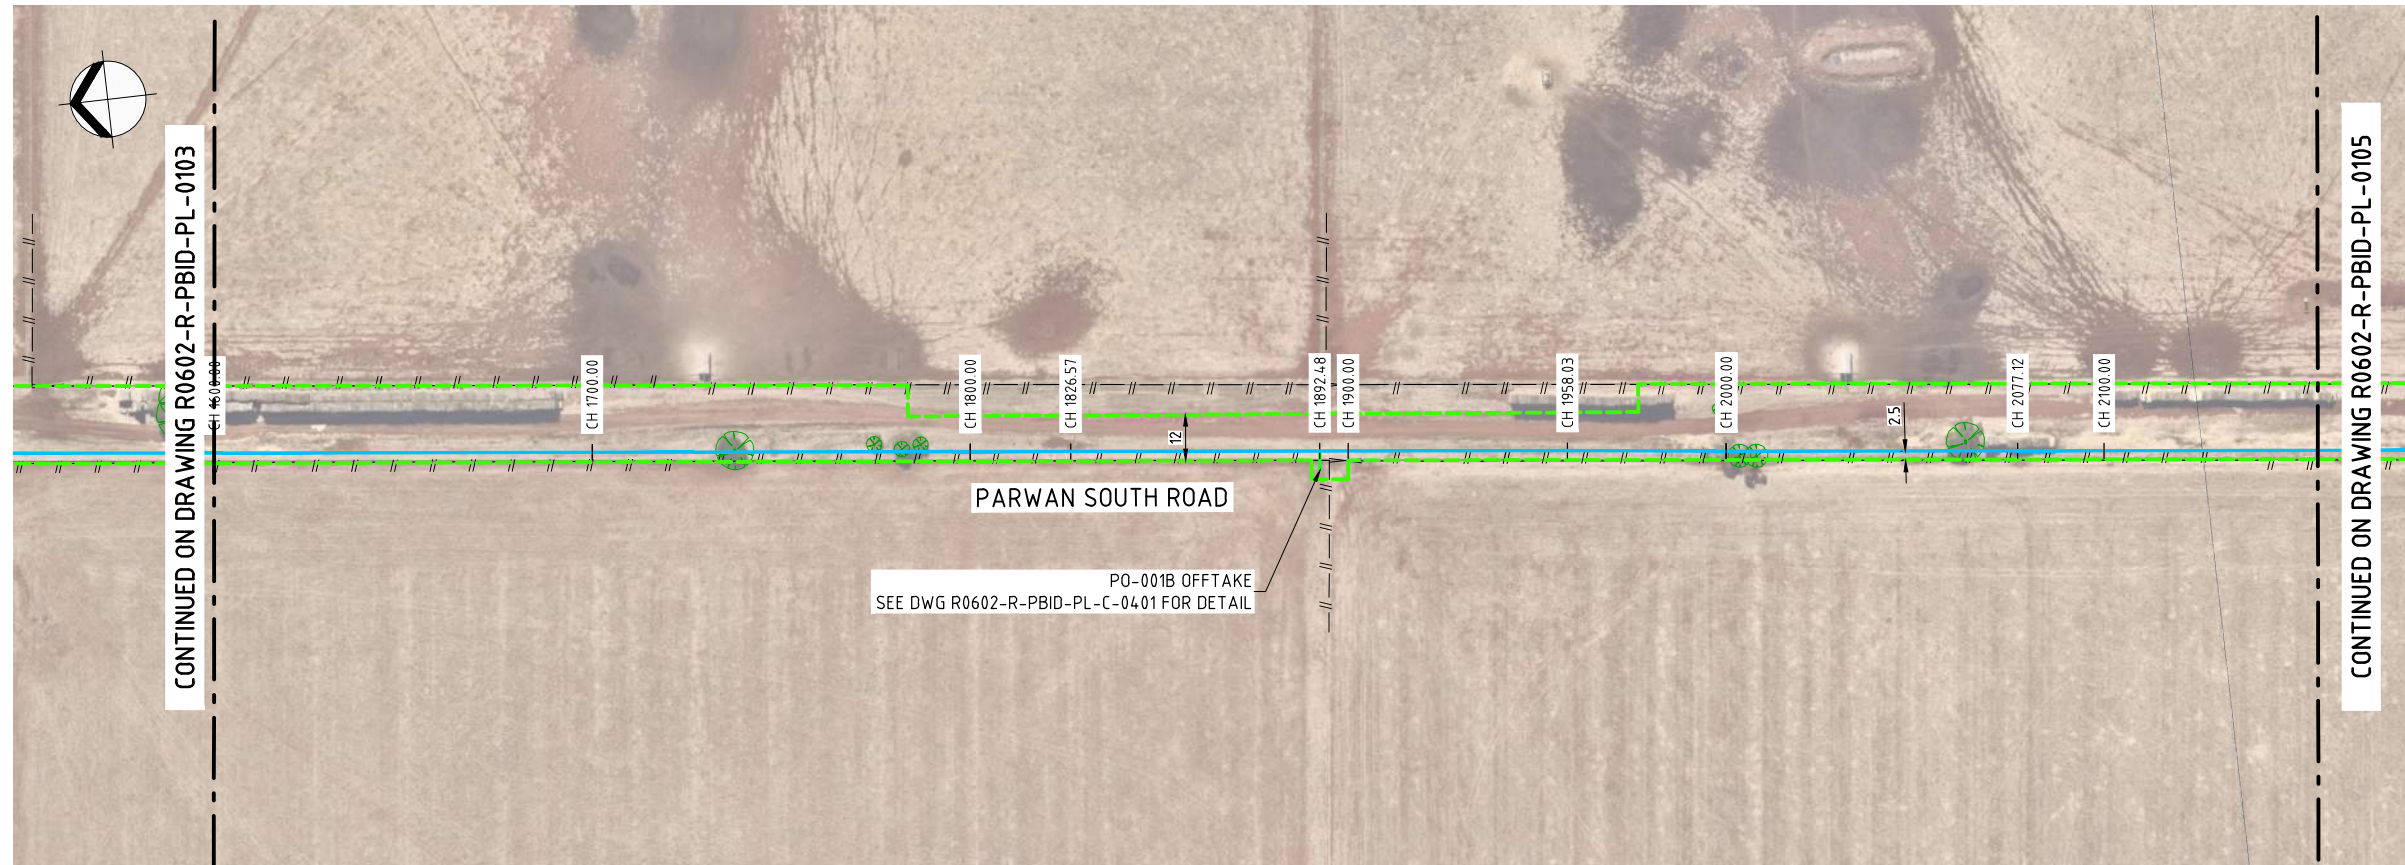 CONTINUED ON DRAWING R0602-R-PBID-PL-0103
CH 1600.00
CH 1700.00
CH 1800.00
CH 1826.57
CH 1892.48
CH 1900.00
CH 1958.03
CH 2000.00
CH 2077.12
CH 2100.00
12
2.5
PARWAN SOUTH ROAD
PO-001B OFFTAKE
SEE DWG R0602-R-PBID-PL-C-0401 FOR DETAIL
CONTINUED ON DRAWING R0602-R-PBID-PL-0105